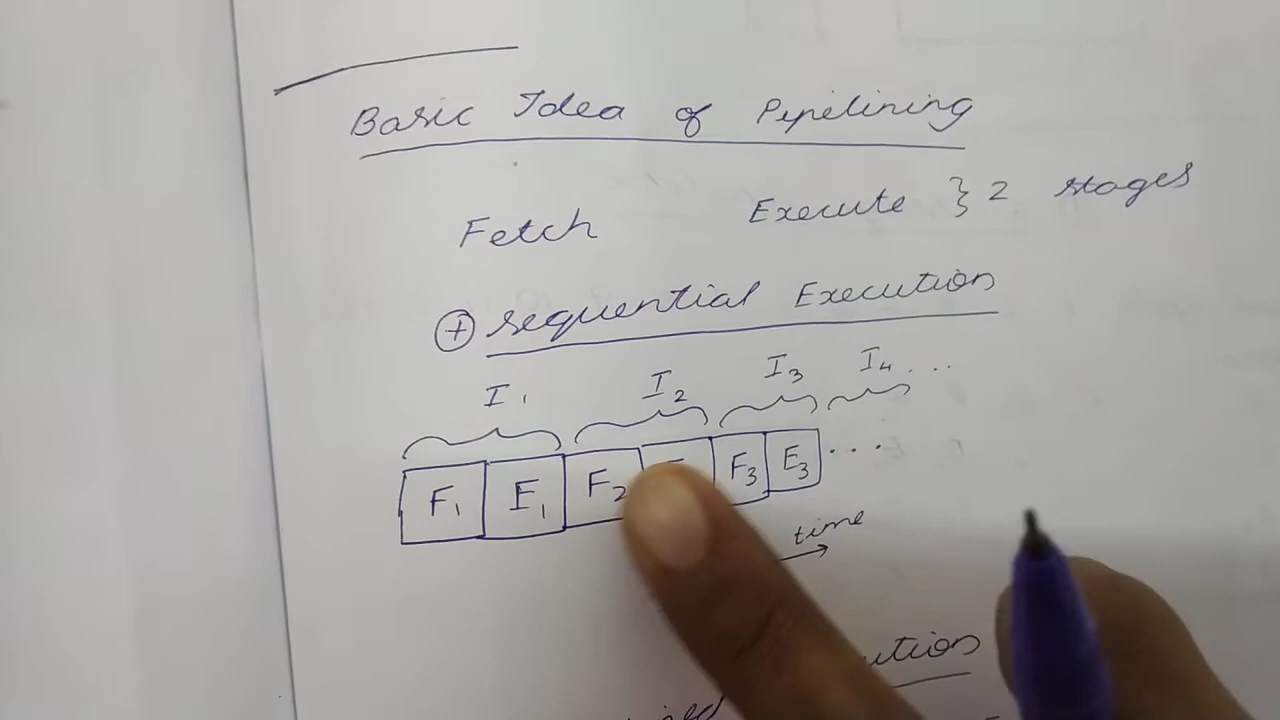 Basic Idea of Pipelining
Fetch Execute } 2 stages
+ sequential Execution
I1 I2 I3 I4 ...
F1 E1 F2 F3 E3 ...
time